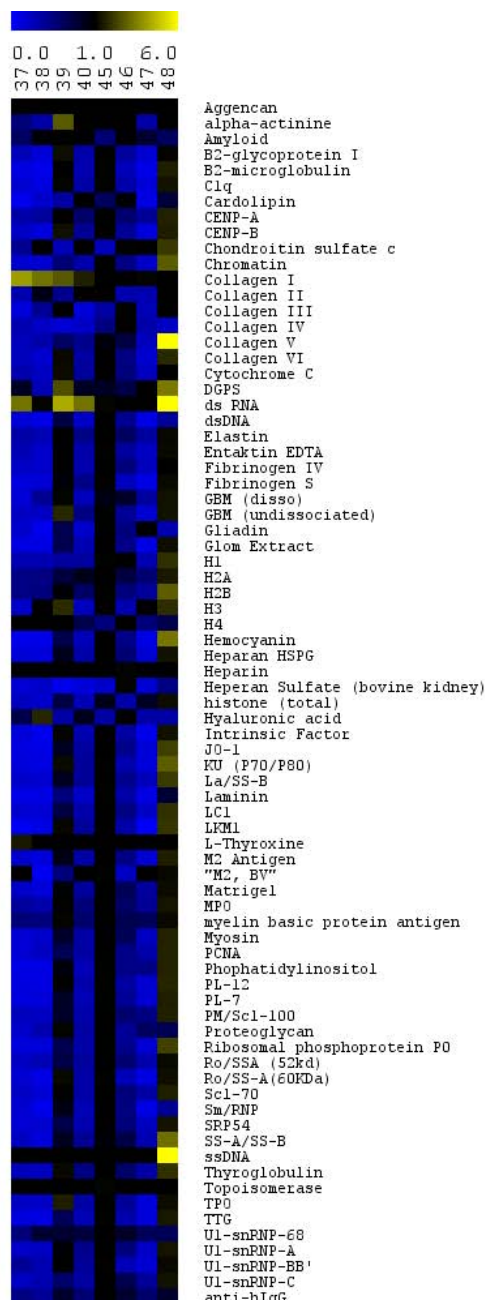 0.0 1.0 6.0
37 38 39 40 45 46 47 48
Aggencan
alpha-actinine
Amyloid
B2-glycoprotein I
B2-microglobulin
C1q
Cardolipin
CENP-A
CENP-B
Chondroitin sulfate c
Chromatin
Collagen I
Collagen II
Collagen III
Collagen IV
Collagen V
Collagen VI
Cytochrome C
DGPS
ds RNA
dsDNA
Elastin
Entaktin EDTA
Fibrinogen IV
Fibrinogen S
GBM (disso)
GBM (undissociated)
Gliadin
Glom Extract
H1
H2A
H2B
H3
H4
Hemocyanin
Heparan HSPG
Heparin
Heperan Sulfate (bovine kidney)
histone (total)
Hyaluronic acid
Intrinsic Factor
JO-1
KU (P70/P80)
La/SS-B
Laminin
LC1
LKM1
L-Thyroxine
M2 Antigen
"M2, BV"
Matrigel
MPO
myelin basic protein antigen
Myosin
PCNA
Phophatidylinositol
PL-12
PL-7
PM/Scl-100
Proteoglycan
Ribosomal phosphoprotein P0
Ro/SSA (52kd)
Ro/SS-A(60KDa)
Scl-70
Sm/RNP
SRP54
SS-A/SS-B
ssDNA
Thyroglobulin
Topoisomerase
TPO
TTG
U1-snRNP-68
U1-snRNP-A
U1-snRNP-BB'
U1-snRNP-C
anti-hIgG